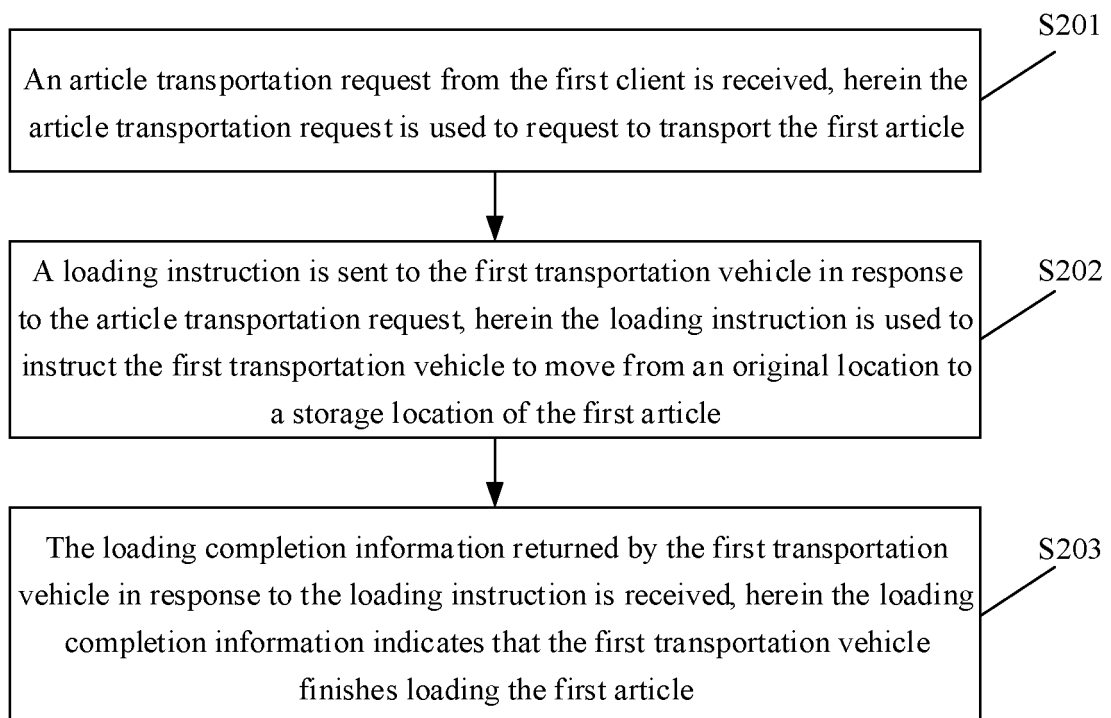 S201
An article transportation request from the first client is received, herein the
article transportation request is used to request to transport the first article
S202
A loading instruction is sent to the first transportation vehicle in response
to the article transportation request, herein the loading instruction is used to
instruct the first transportation vehicle to move from an original location to
a storage location of the first article
S203
The loading completion information returned by the first transportation
vehicle in response to the loading instruction is received, herein the loading
completion information indicates that the first transportation vehicle
finishes loading the first article